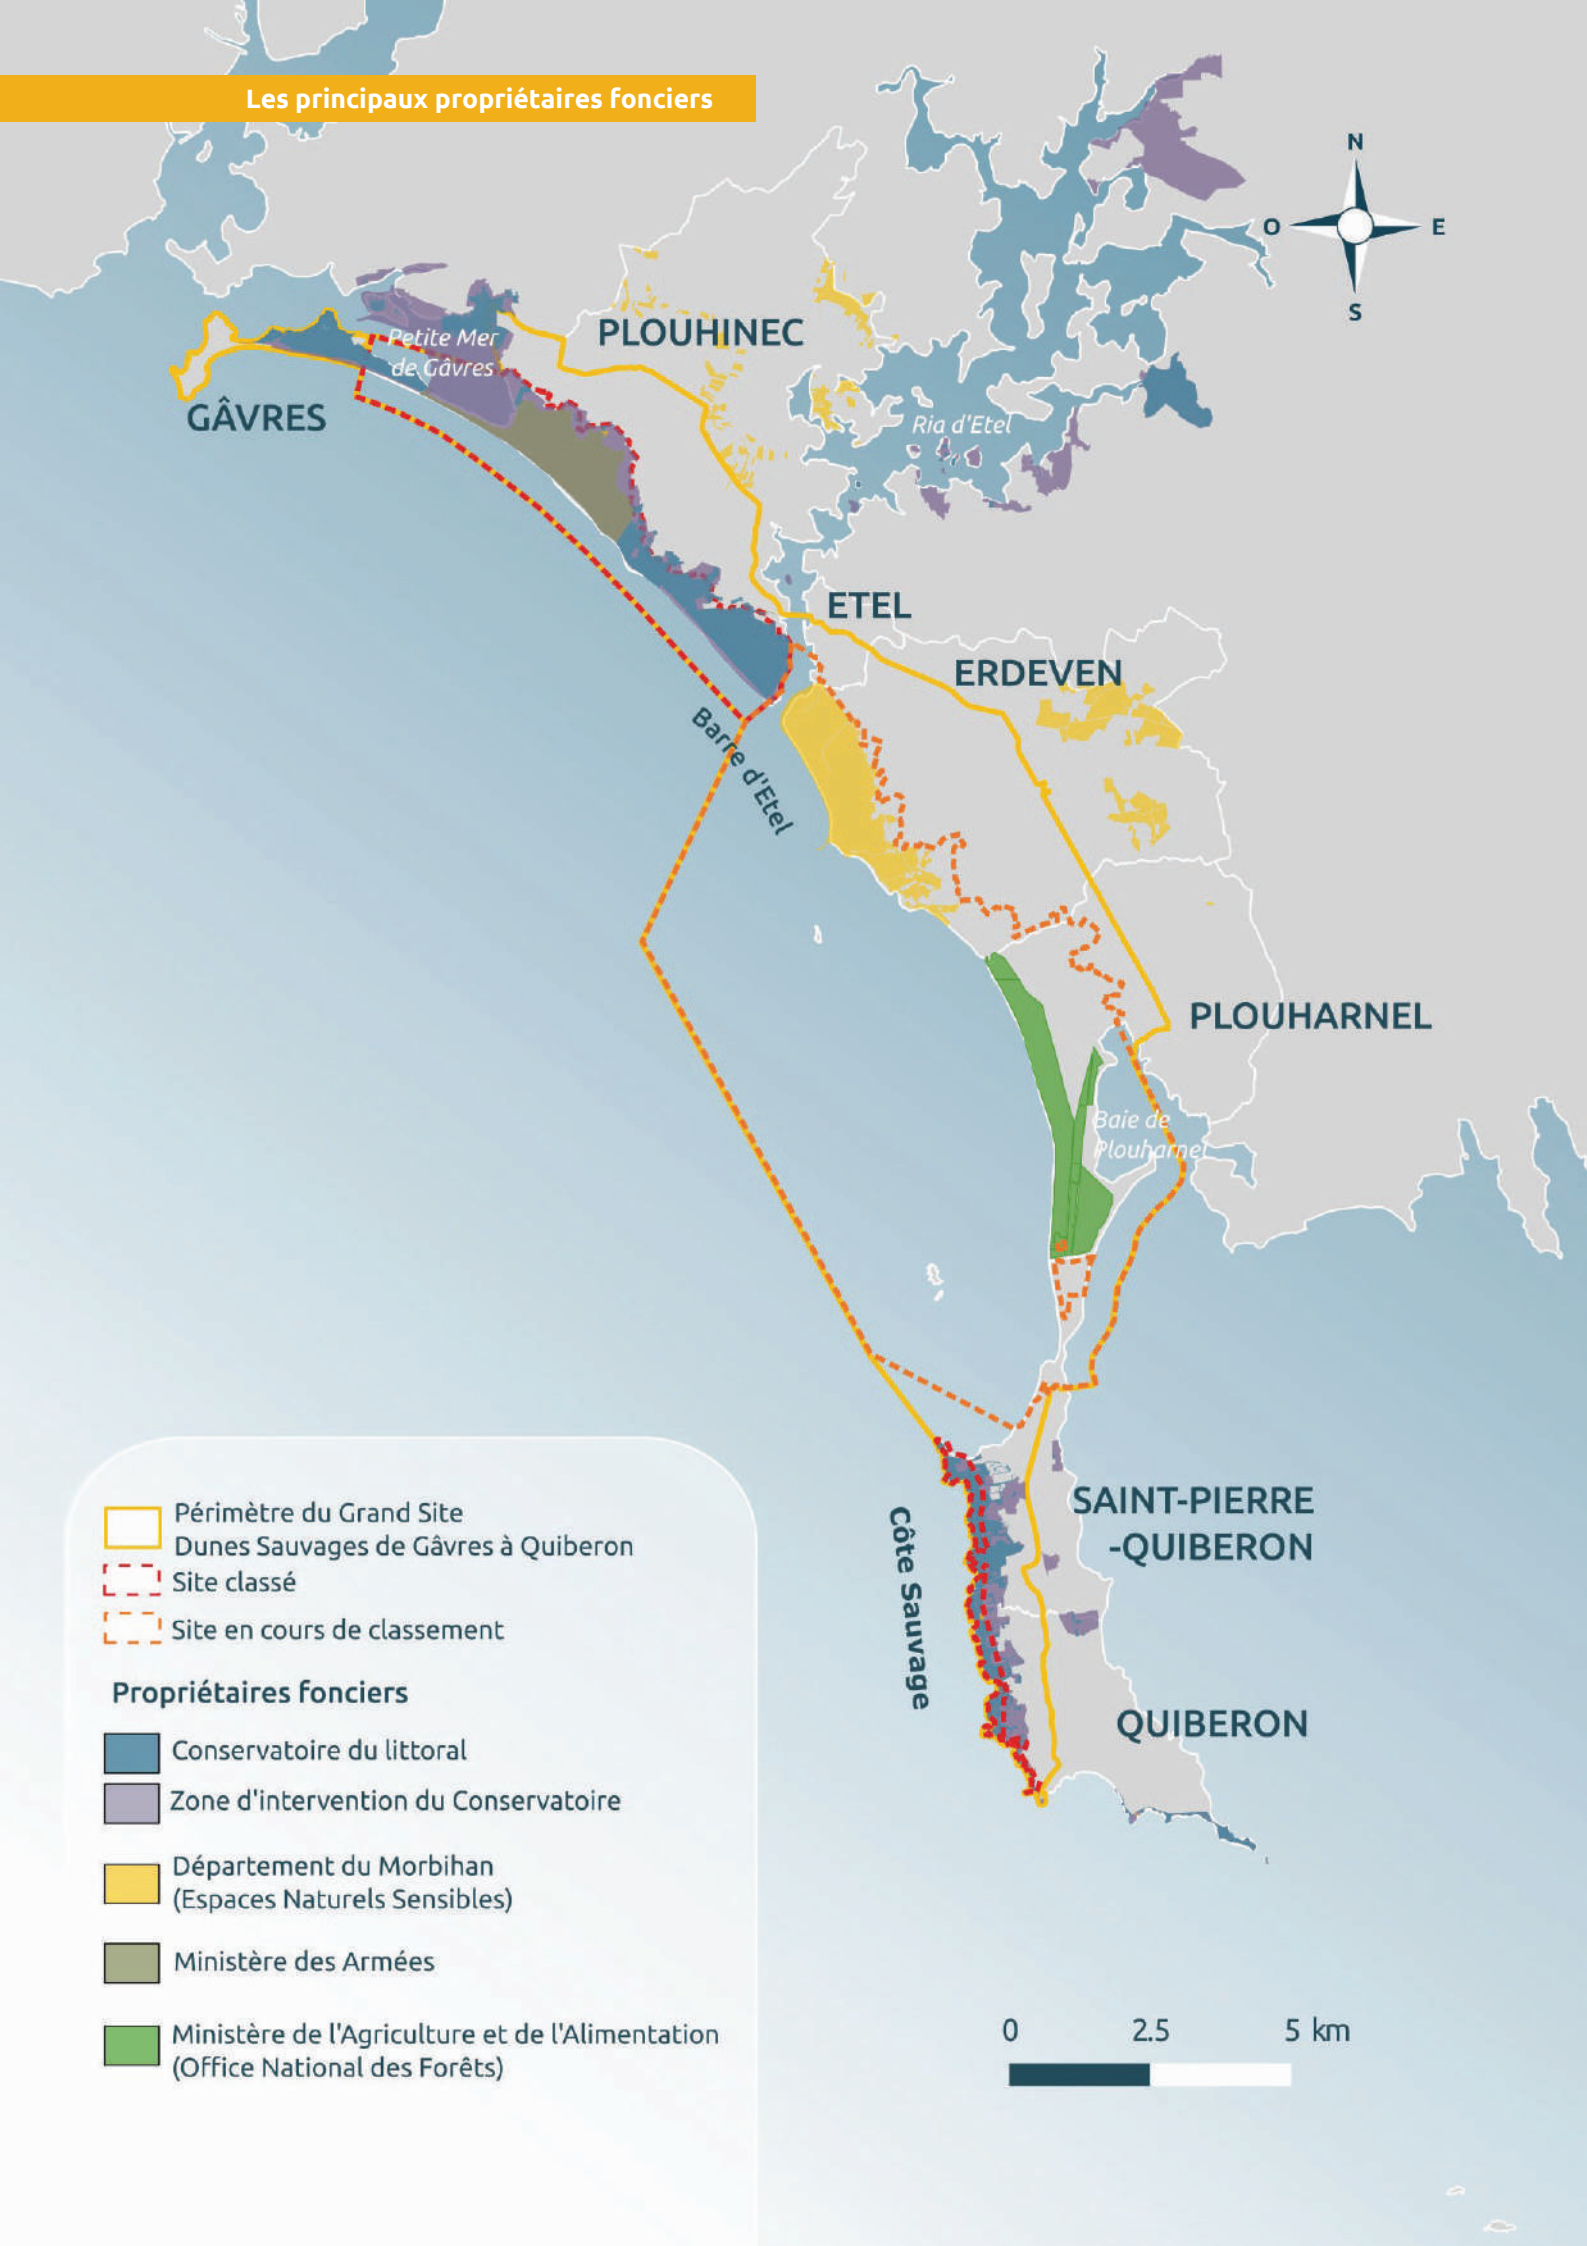 Les principaux propriétaires fonciers
N
O
E
S
PLOUHINEC
Petite Mer
de Gâvres
GÂVRES
Ria d'Etel
ETEL
ERDEVEN
Barre d'Etel
PLOUHARNEL
Baie de
Plouharnel
SAINT-PIERRE
-QUIBERON
Côte Sauvage
QUIBERON
Périmètre du Grand Site
Dunes Sauvages de Gâvres à Quiberon
Site classé
Site en cours de classement
Propriétaires fonciers
Conservatoire du littoral
Zone d'intervention du Conservatoire
Département du Morbihan
(Espaces Naturels Sensibles)
Ministère des Armées
Ministère de l'Agriculture et de l'Alimentation
(Office National des Forêts)
0 2.5 5 km